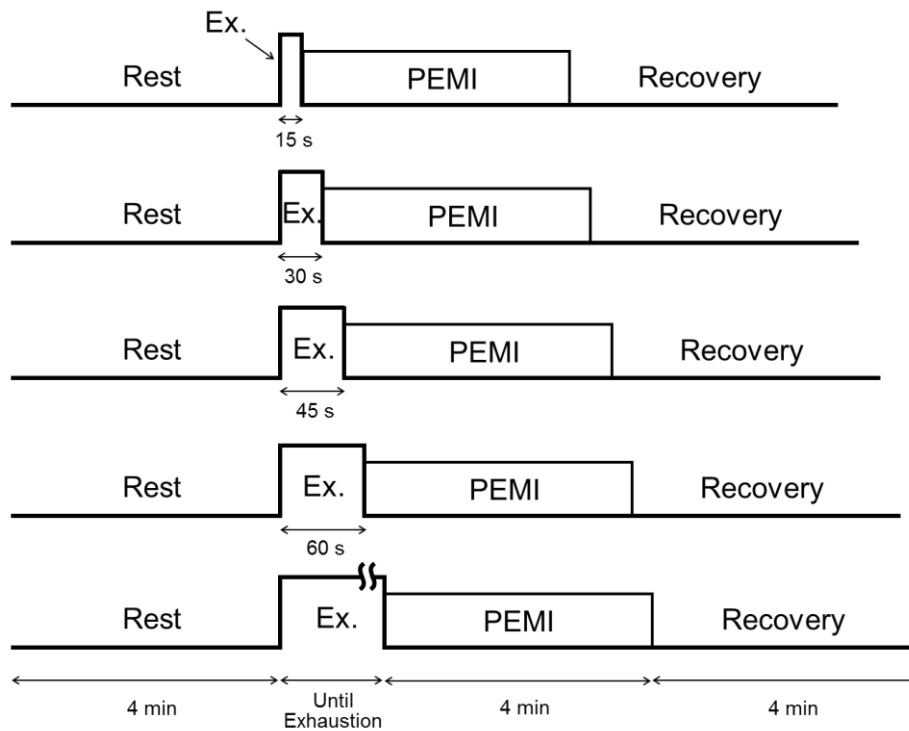 Ex.
Rest PEMI Recovery
15 s
Rest Ex. PEMI Recovery
30 s
Rest Ex. PEMI Recovery
45 s
Rest Ex. PEMI Recovery
60 s
Rest Ex. PEMI Recovery
4 min Until Exhaustion 4 min 4 min